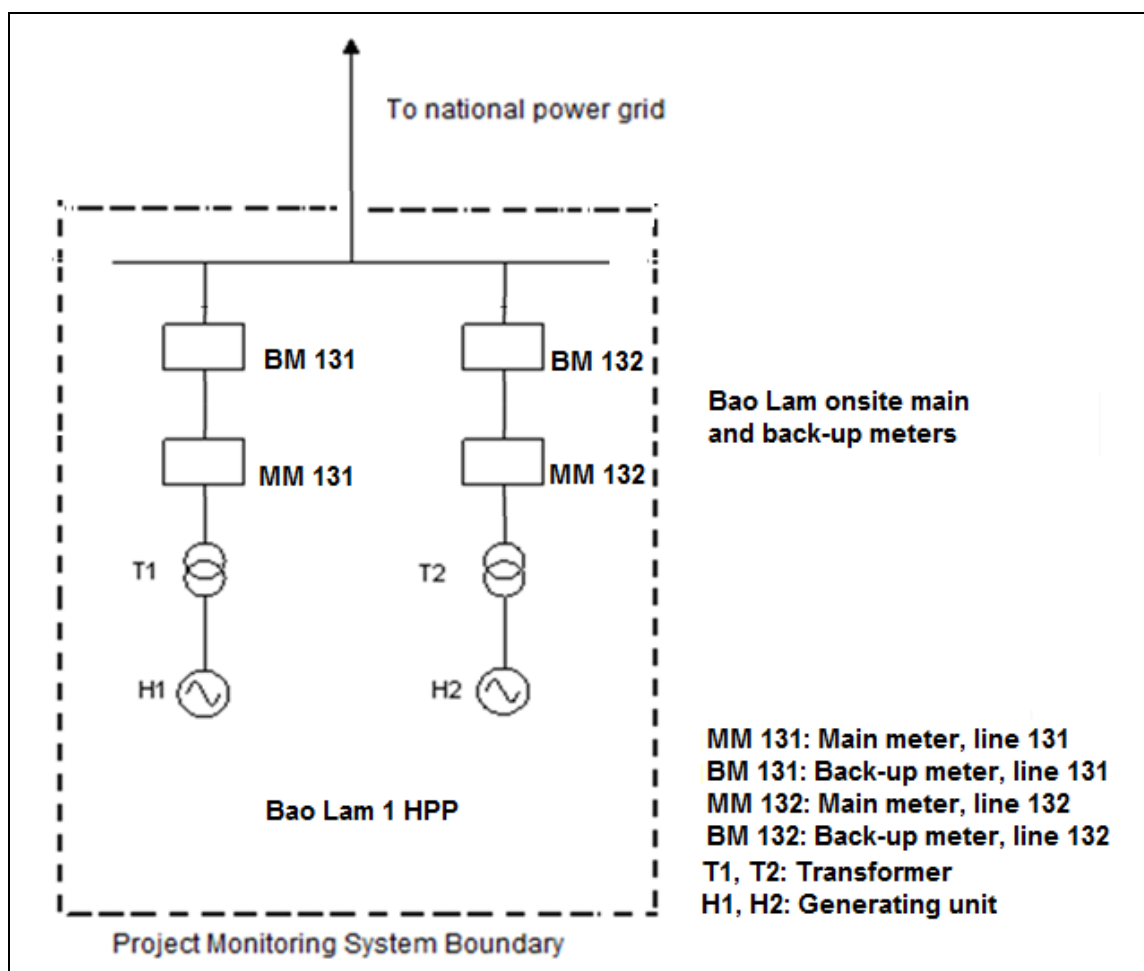 To national power grid
BM 131
BM 132
Bao Lam onsite main
and back-up meters
MM 131
MM 132
T1
T2
H1
H2
MM 131: Main meter, line 131
BM 131: Back-up meter, line 131
MM 132: Main meter, line 132
BM 132: Back-up meter, line 132
T1, T2: Transformer
H1, H2: Generating unit
Bao Lam 1 HPP
Project Monitoring System Boundary